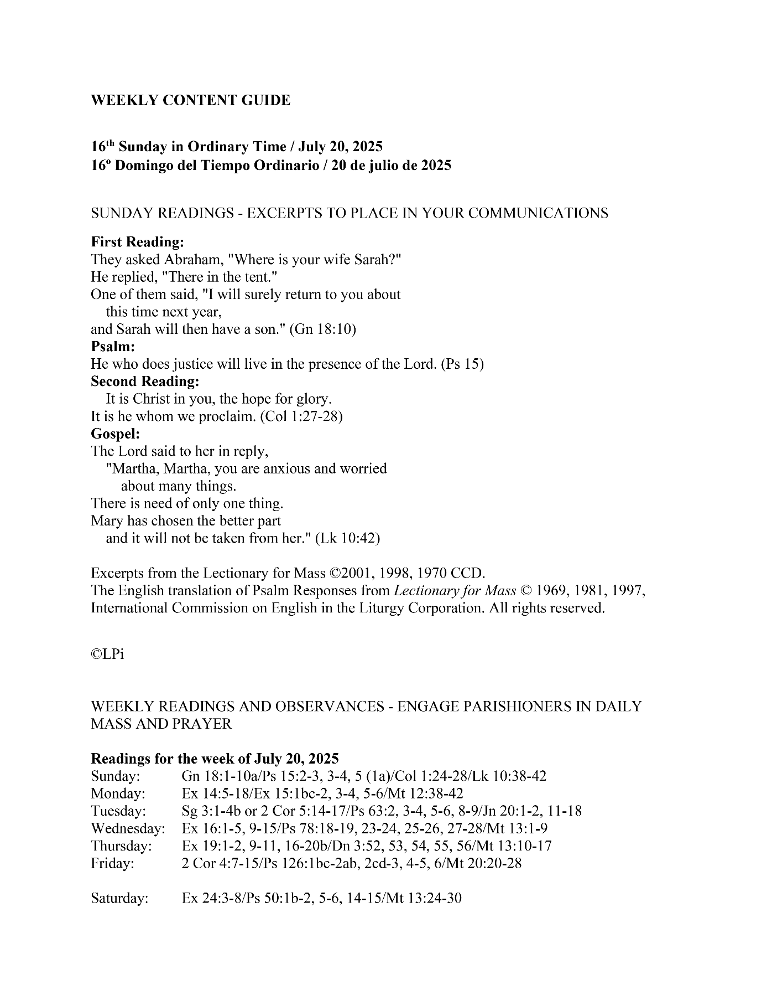 WEEKLY CONTENT GUIDE
16th Sunday in Ordinary Time / July 20, 2025
16º Domingo del Tiempo Ordinario / 20 de julio de 2025
SUNDAY READINGS - EXCERPTS TO PLACE IN YOUR COMMUNICATIONS
First Reading:
They asked Abraham, "Where is your wife Sarah?"
He replied, "There in the tent."
One of them said, "I will surely return to you about
this time next year,
and Sarah will then have a son." (Gn 18:10)
Psalm:
He who does justice will live in the presence of the Lord. (Ps 15)
Second Reading:
It is Christ in you, the hope for glory.
It is he whom we proclaim. (Col 1:27-28)
Gospel:
The Lord said to her in reply,
"Martha, Martha, you are anxious and worried
about many things.
There is need of only one thing.
Mary has chosen the better part
and it will not be taken from her." (Lk 10:42)
Excerpts from the Lectionary for Mass ©2001, 1998, 1970 CCD.
The English translation of Psalm Responses from Lectionary for Mass © 1969, 1981, 1997,
International Commission on English in the Liturgy Corporation. All rights reserved.
©LPi
WEEKLY READINGS AND OBSERVANCES - ENGAGE PARISHIONERS IN DAILY
MASS AND PRAYER
Readings for the week of July 20, 2025
Sunday: Gn 18:1-10a/Ps 15:2-3, 3-4, 5 (1a)/Col 1:24-28/Lk 10:38-42
Monday: Ex 14:5-18/Ex 15:1bc-2, 3-4, 5-6/Mt 12:38-42
Tuesday: Sg 3:1-4b or 2 Cor 5:14-17/Ps 63:2, 3-4, 5-6, 8-9/Jn 20:1-2, 11-18
Wednesday: Ex 16:1-5, 9-15/Ps 78:18-19, 23-24, 25-26, 27-28/Mt 13:1-9
Thursday: Ex 19:1-2, 9-11, 16-20b/Dn 3:52, 53, 54, 55, 56/Mt 13:10-17
Friday: 2 Cor 4:7-15/Ps 126:1bc-2ab, 2cd-3, 4-5, 6/Mt 20:20-28
Saturday: Ex 24:3-8/Ps 50:1b-2, 5-6, 14-15/Mt 13:24-30